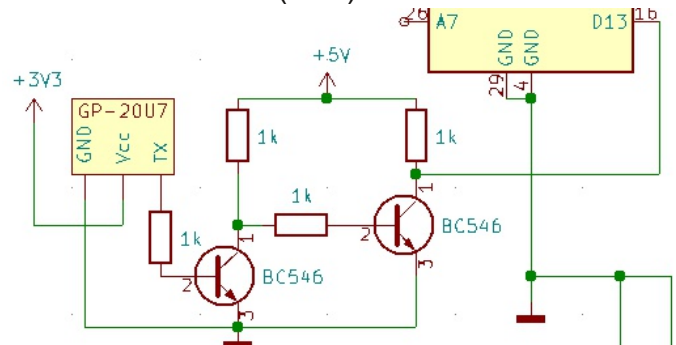 26
A7
D13
16
GND
GND
29
4
+5V
+3V3
GP-20U7
GND
Vcc
TX
1k
1k
1k
1k
1
2
3
BC546
1
2
3
BC546